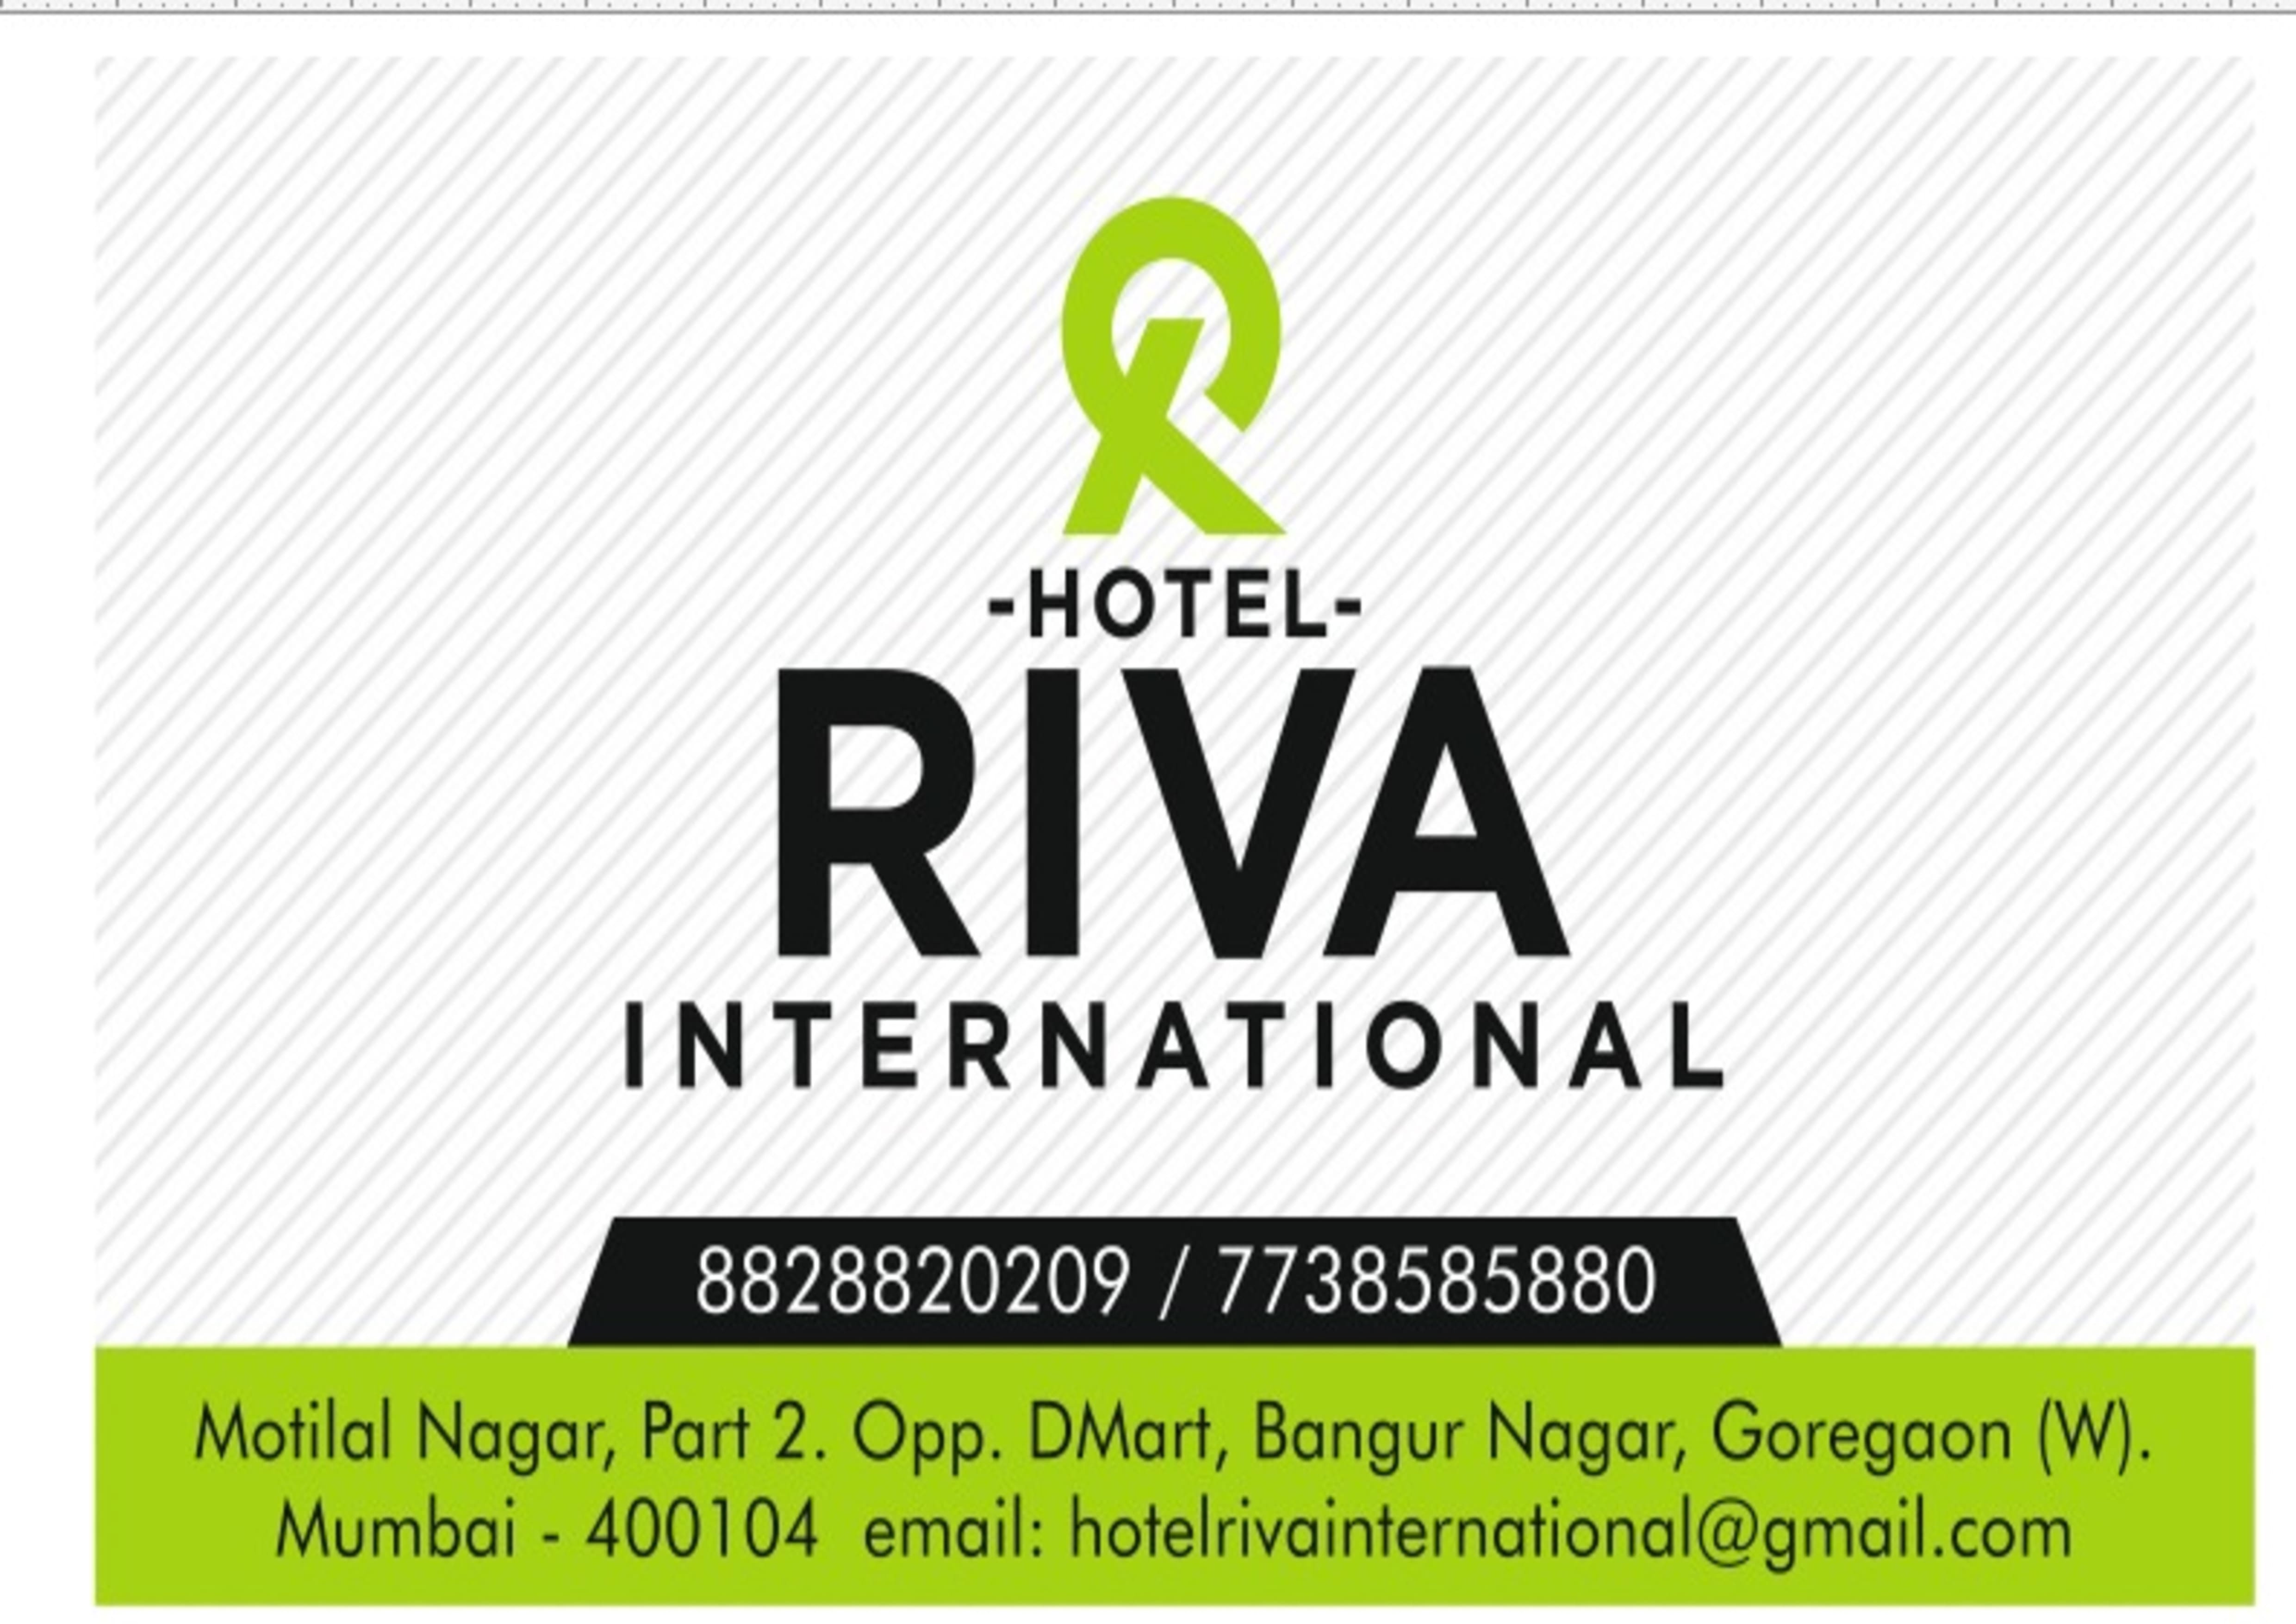 -HOTEL-
RIVA
INTERNATIONAL
8828820209 / 7738585880
Motilal Nagar, Part 2. Opp. DMart, Bangur Nagar, Goregaon (W).
Mumbai - 400104 email: hotelrivainternational@gmail.com